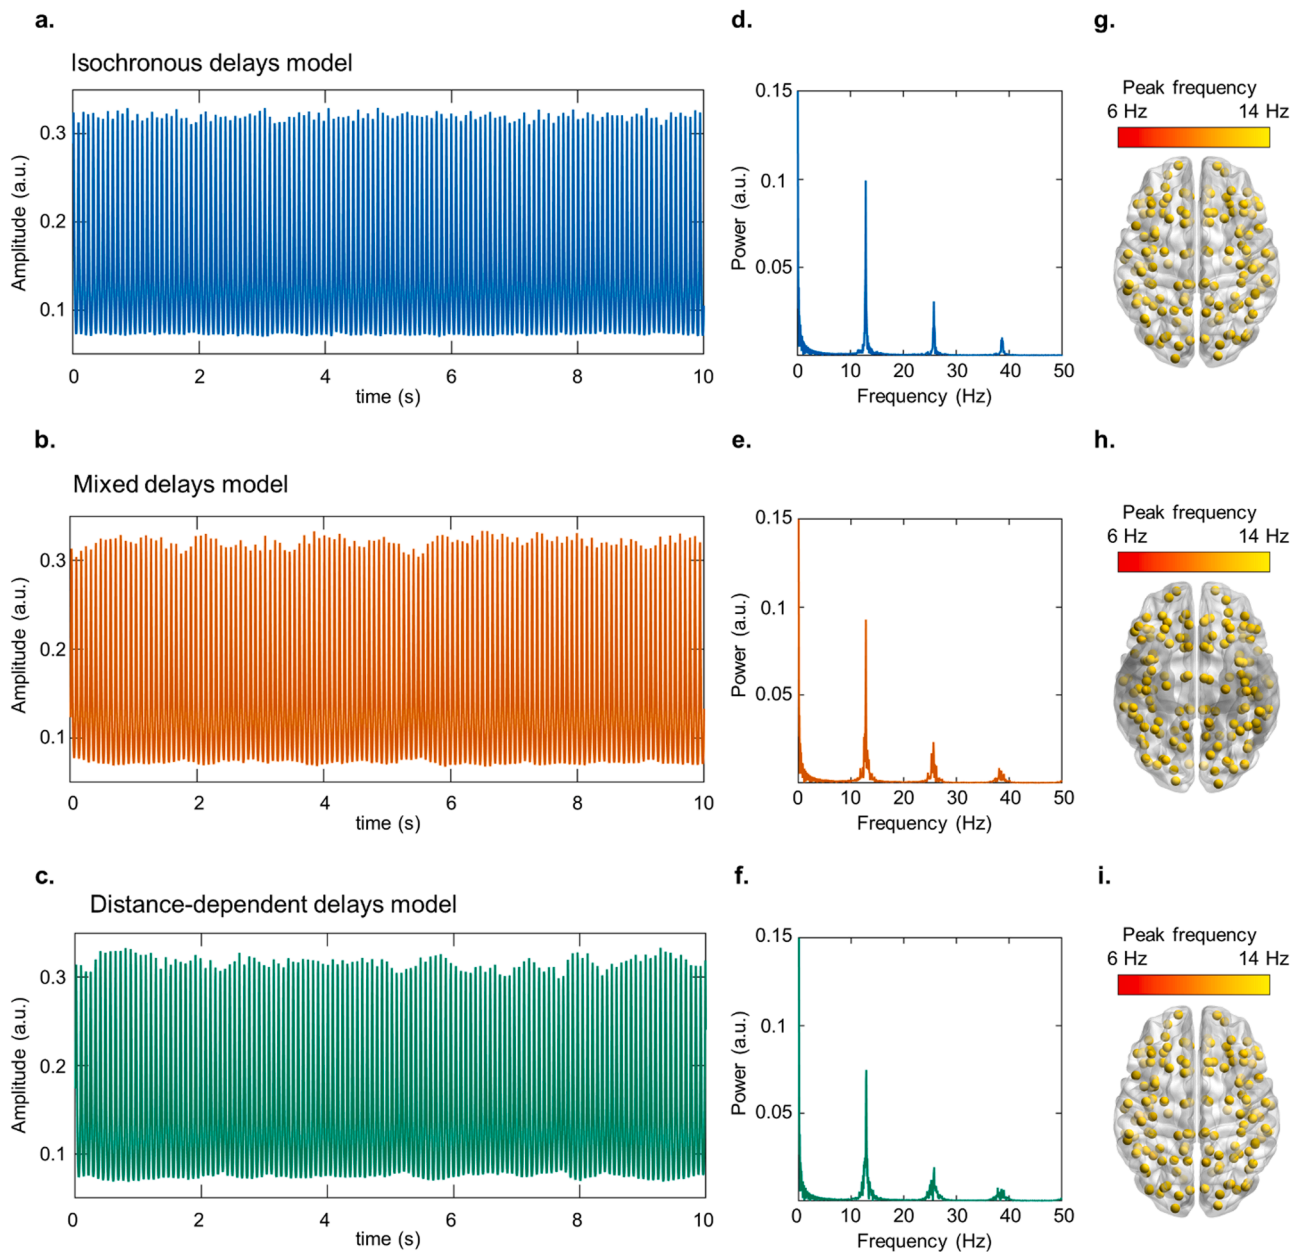 a.
Isochronous delays model
Amplitude (a.u.)
0.3
0.2
0.1
0 2 4 6 8 10
time (s)
d.
Power (a.u.)
0.15
0.1
0.05
0 10 20 30 40 50
Frequency (Hz)
g.
Peak frequency
6 Hz 14 Hz
b.
Mixed delays model
Amplitude (a.u.)
0.3
0.2
0.1
0 2 4 6 8 10
time (s)
e.
Power (a.u.)
0.15
0.1
0.05
0 10 20 30 40 50
Frequency (Hz)
h.
Peak frequency
6 Hz 14 Hz
c.
Distance-dependent delays model
Amplitude (a.u.)
0.3
0.2
0.1
0 2 4 6 8 10
time (s)
f.
Power (a.u.)
0.15
0.1
0.05
0 10 20 30 40 50
Frequency (Hz)
i.
Peak frequency
6 Hz 14 Hz